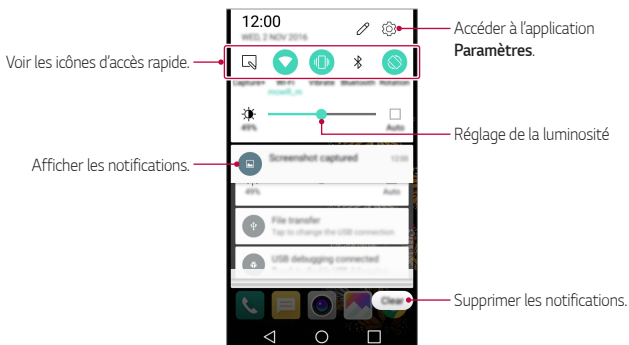 12:00
WED, 2 NOV 2016
Accéder à l'application
Paramètres.
Voir les icônes d'accès rapide.
Capture+ Wi-Fi Vibrate Bluetooth Rotation
49% Auto
Réglage de la luminosité
Afficher les notifications.
Screenshot captured 12:00
49% Auto
File transfer
Tap to change the USB connection
USB debugging connected
Clear
Supprimer les notifications.